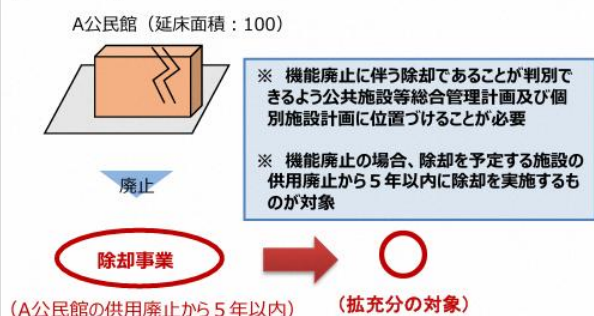 A公民館（延床面積：100）
※ 機能廃止に伴う除却であることが判別で
きるよう公共施設等総合管理計画及び個
別施設計画に位置づけることが必要
※ 機能廃止の場合、除却を予定する施設の
供用廃止から５年以内に除却を実施するも
のが対象
廃止
除却事業
（A公民館の供用廃止から５年以内）
（拡充分の対象）